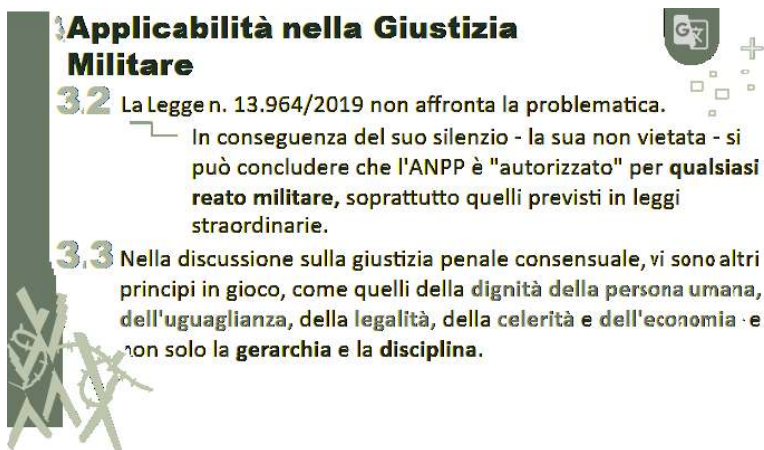 Applicabilità nella Giustizia
Militare
3.2 La Legge n. 13.964/2019 non affronta la problematica.
In conseguenza del suo silenzio - la sua non vietata - si
può concludere che l'ANPP è "autorizzato" per qualsiasi
reato militare, soprattutto quelli previsti in leggi
straordinarie.
3.3 Nella discussione sulla giustizia penale consensuale, vi sono altri
principi in gioco, come quelli della dignità della persona umana,
dell'uguaglianza, della legalità, della celerità e dell'economia - e
non solo la gerarchia e la disciplina.